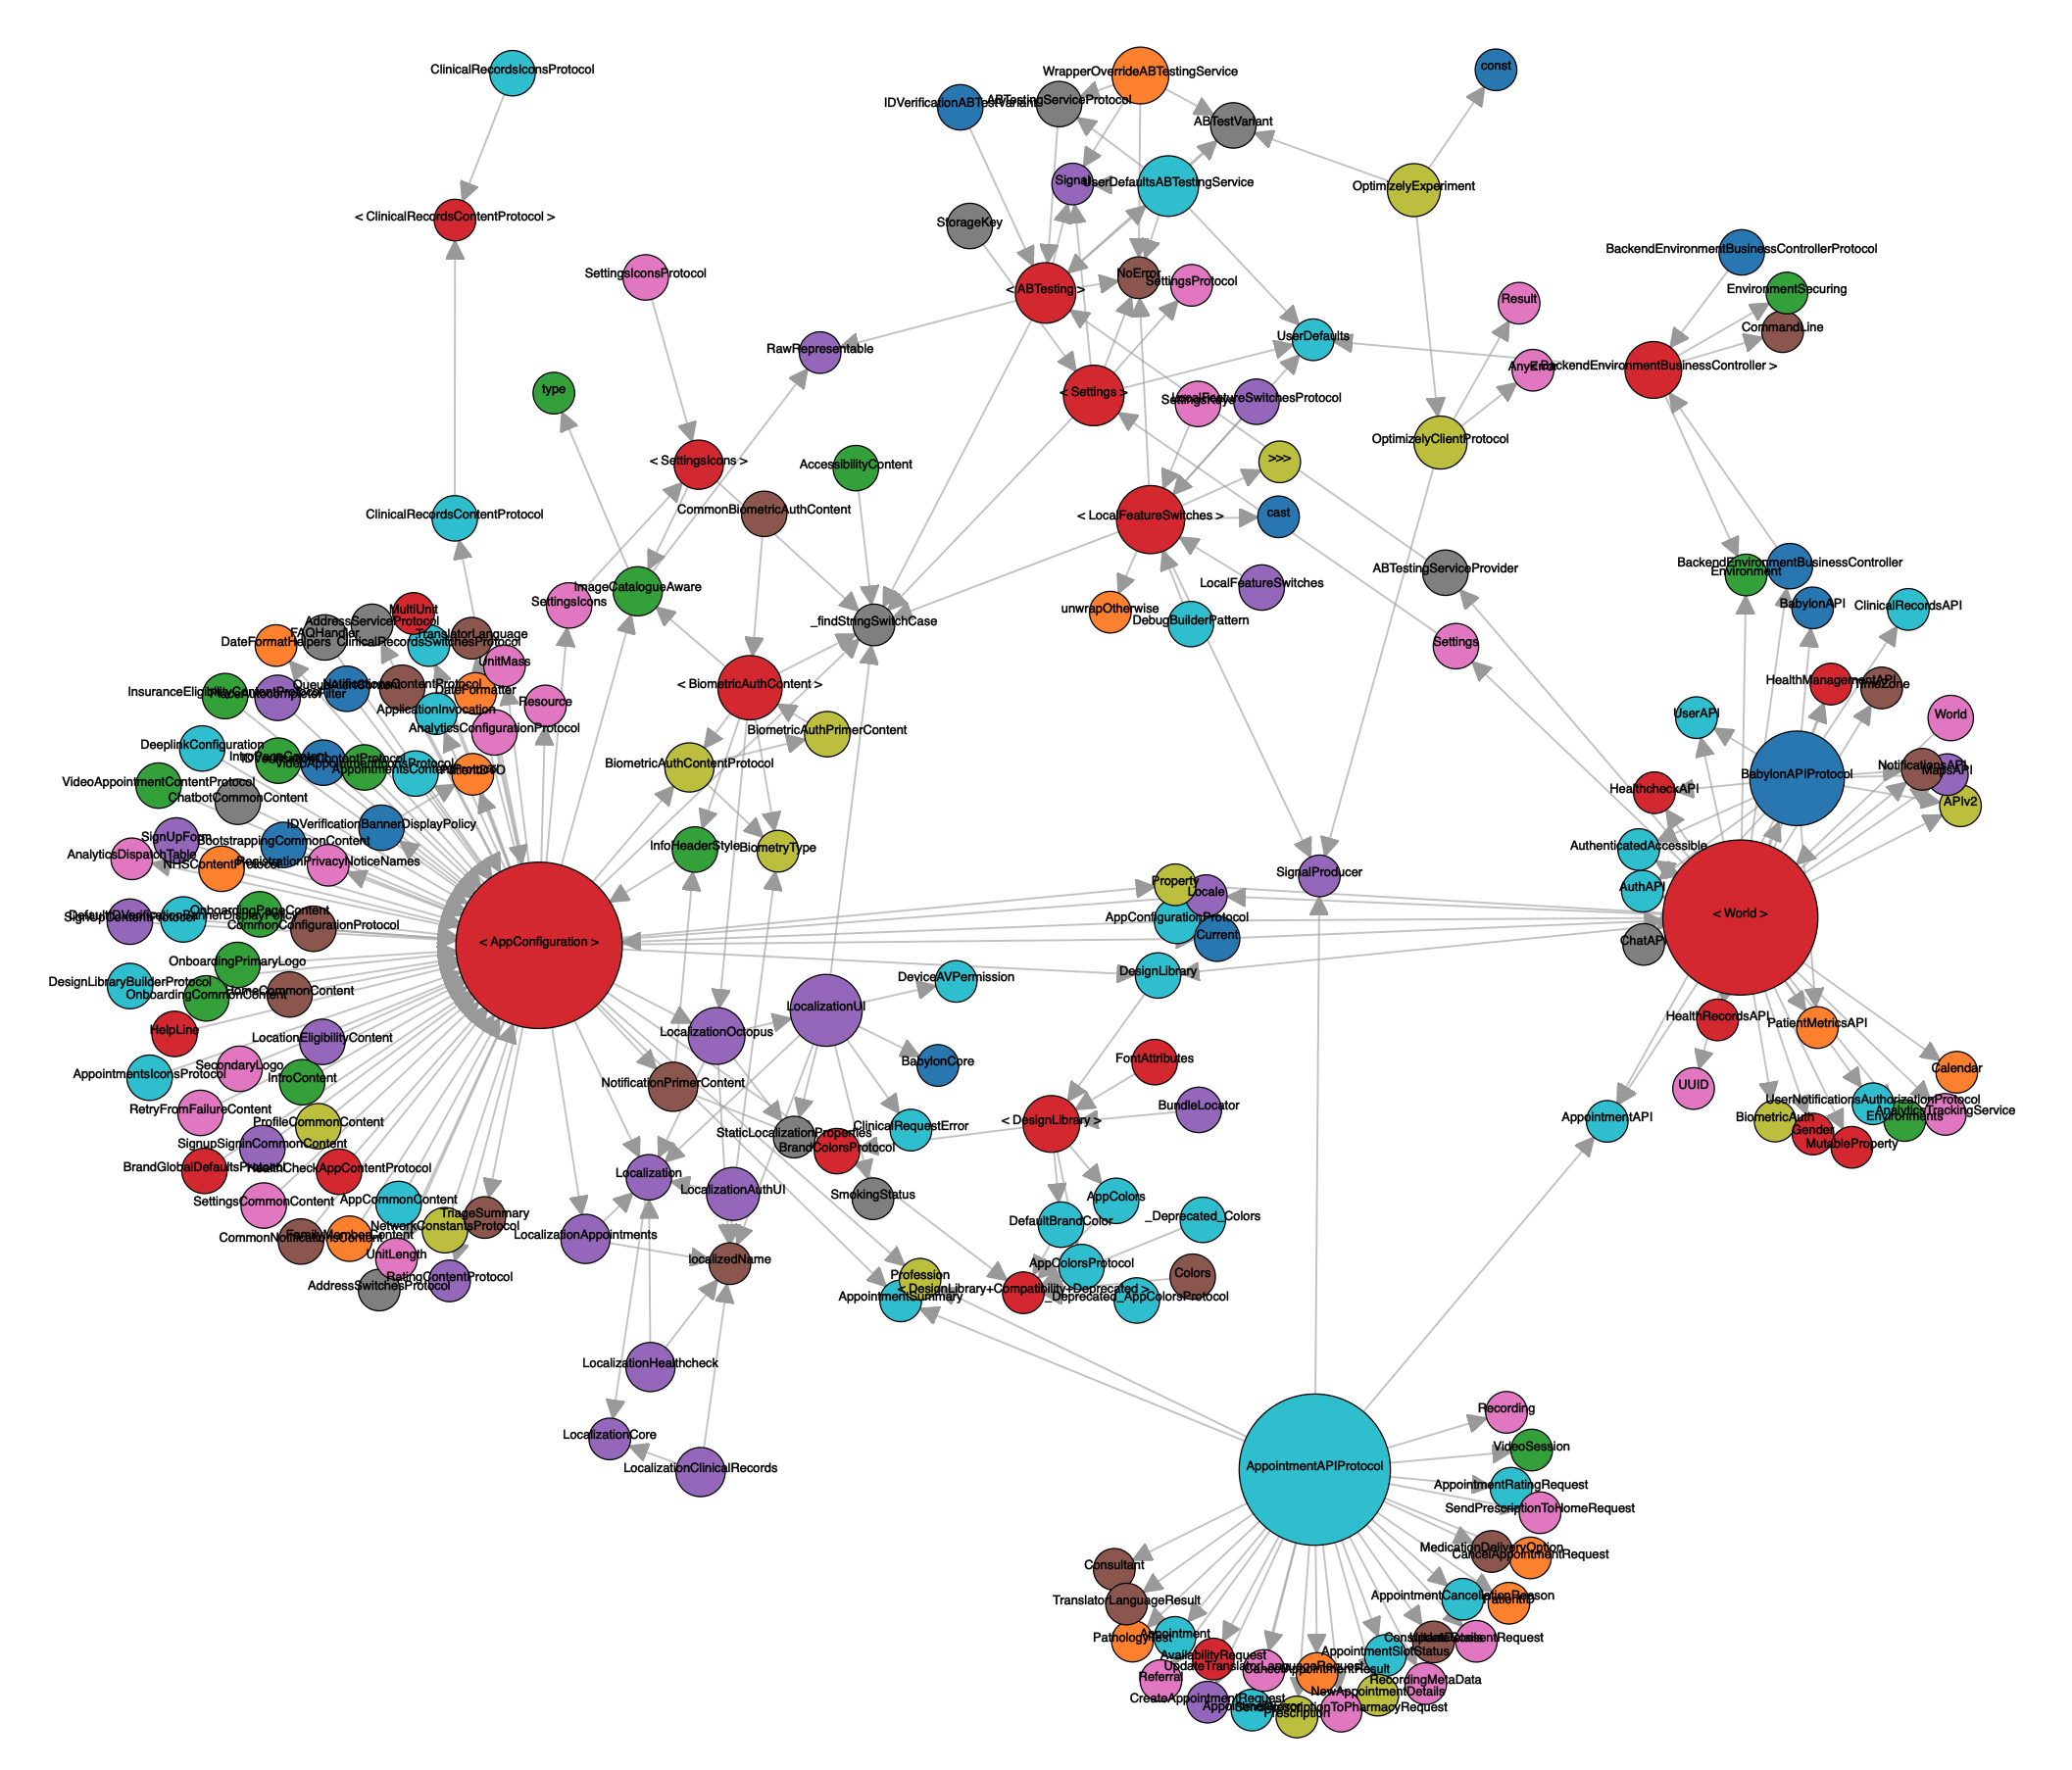 ClinicalRecordsIconsProtocol
WrapperOverrideABTestingService
const
IDVerificationABTestVariant
ABTestingServiceProtocol
ABTestVariant
Signal
UserDefaultsABTestingService
OptimizelyExperiment
< ClinicalRecordsContentProtocol >
StorageKey
BackendEnvironmentBusinessControllerProtocol
SettingsIconsProtocol
NoError
SettingsProtocol
< ABTesting >
EnvironmentSecuring
Result
CommandLine
UserDefaults
RawRepresentable
AnyError
< BackendEnvironmentBusinessController >
type
< Settings >
SettingsKeys
LocalFeatureSwitchesProtocol
OptimizelyClientProtocol
< SettingsIcons >
AccessibilityContent
>>>
CommonBiometricAuthContent
ClinicalRecordsContentProtocol
< LocalFeatureSwitches >
cast
ABTestingServiceProvider
BackendEnvironmentBusinessController
Environment
ImageCatalogueAware
LocalFeatureSwitches
SettingsIcons
BabylonAPI
ClinicalRecordsAPI
unwrapOtherwise
DebugBuilderPattern
MultiUnit
AddressServiceProtocol
_findStringSwitchCase
FAQHandler
TranslatorLanguage
DateFormatHelpers
ClinicalRecordsSwitchesProtocol
Settings
UnitMass
HealthManagementAPI
TimeZone
< BiometricAuthContent >
NotificationsContentProtocol
DateFormatter
InsuranceEligibilityContentProtocol
PlaceAutocompleteFilter
Resource
ApplicationInvocation
UserAPI
World
AnalyticsConfigurationProtocol
BiometricAuthPrimerContent
DeeplinkConfiguration
BiometricAuthContentProtocol
NotificationsAPI
MapsAPI
BabylonAPIProtocol
VideoAppointmentContentProtocol
HealthcheckAPI
ChatbotCommonContent
APIv2
IDVerificationBannerDisplayPolicy
SignUpForm
BootstrappingCommonContent
AuthenticatedAccessible
InfoHeaderStyle
BiometryType
AnalyticsDispatchTable
NHSContentProtocol
RegistrationPrivacyNoticeNames
SignalProducer
Property
AuthAPI
Locale
OnboardingPageContent
DefaultIDVerificationBannerDisplayPolicy
SignupContentProtocol
CommonConfigurationProtocol
AppConfigurationProtocol
< World >
Current
< AppConfiguration >
ChatAPI
OnboardingPrimaryLogo
DesignLibraryBuilderProtocol
OnboardingCommonContent
HomeCommonContent
DeviceAVPermission
DesignLibrary
LocalizationUI
HelpLine
LocationEligibilityContent
LocalizationOctopus
HealthRecordsAPI
PatientMetricsAPI
BabylonCore
FontAttributes
SecondaryLogo
AppointmentsIconsProtocol
IntroContent
NotificationPrimerContent
Calendar
UUID
RetryFromFailureContent
BundleLocator
UserNotificationsAuthorizationProtocol
AnalyticsTrackingService
ProfileCommonContent
AppointmentAPI
BiometricAuth
Environments
StaticLocalizationProperties
ClinicalRequestError
< DesignLibrary >
Gender
SignupSignInCommonContent
BrandColorsProtocol
MutableProperty
BrandGlobalDefaultsProtocol
HealthCheckAppContentProtocol
Localization
LocalizationAuthUI
SmokingStatus
AppColors
SettingsCommonContent
AppCommonContent
TriageSummary
DefaultBrandColor
_Deprecated_Colors
NetworkConstantsProtocol
CommonNotificationsContent
FamilyMemberContent
LocalizationAppointments
UnitLength
localizedName
AppColorsProtocol
RatingContentProtocol
AddressSwitchesProtocol
Profession
Colors
< DesignLibrary+Compatibility+Deprecated >
AppointmentSummary
_Deprecated_AppColorsProtocol
LocalizationHealthcheck
LocalizationCore
Recording
VideoSession
LocalizationClinicalRecords
AppointmentAPIProtocol
AppointmentRatingRequest
SendPrescriptionToHomeRequest
MedicationDeliveryOption
CancelAppointmentRequest
Consultant
AppointmentCancellationReason
TranslatorLanguageResult
PatientID
PathologyTest
Appointment
AvailabilityRequest
AppointmentSlotStatus
UpdateTranslatorLanguageRequest
CancelAppointmentResult
Referral
RecordingMetaData
NewAppointmentDetails
CreateAppointmentRequest
SendPrescriptionToPharmacyRequest
Prescription